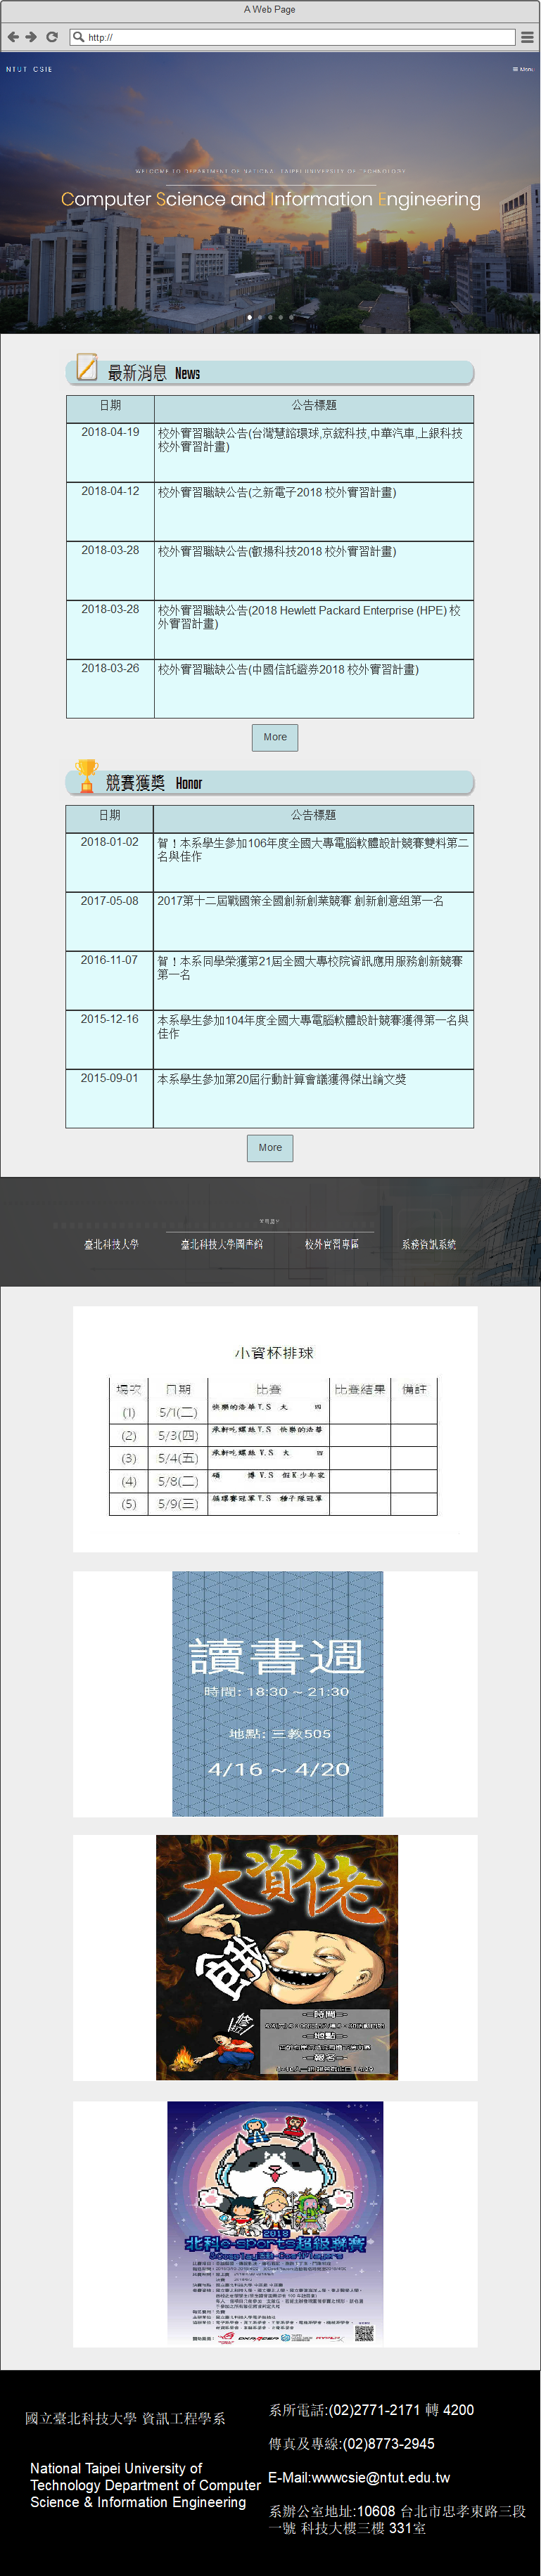 A Web Page
http://
NTUT CSIE
Menu
WELCOME TO DEPARTMENT OF NATIONAL TAIPEI UNIVERSITY OF TECHNOLOGY
Computer Science and Information Engineering
最新消息 News
日期 公告標題
2018-04-19 校外實習職缺公告(台灣慧諮環球,京鋐科技,中華汽車,上銀科技
校外實習計畫)
2018-04-12 校外實習職缺公告(之新電子2018 校外實習計畫)
2018-03-28 校外實習職缺公告(叡揚科技2018 校外實習計畫)
2018-03-28 校外實習職缺公告(2018 Hewlett Packard Enterprise (HPE) 校
外實習計畫)
2018-03-26 校外實習職缺公告(中國信託證券2018 校外實習計畫)
More
競賽獲獎 Honor
日期 公告標題
2018-01-02 賀！本系學生參加106年度全國大專電腦軟體設計競賽雙料第二
名與佳作
2017-05-08 2017第十二屆戰國策全國創新創業競賽 創新創意組第一名
2016-11-07 賀！本系同學榮獲第21屆全國大專校院資訊應用服務創新競賽
第一名
2015-12-16 本系學生參加104年度全國大專電腦軟體設計競賽獲得第一名與
佳作
2015-09-01 本系學生參加第20屆行動計算會議獲得傑出論文獎
More
臺北科技大學 臺北科技大學圖書館 校外實習專區 系務資訊系統
小資杯排球
場次 日期 比賽 比賽結果 備註
(1) 5/1(二) 快樂的浩華 V.S 大 四
(2) 5/3(四) 承軒吃螺絲 V.S 快樂的浩華
(3) 5/4(五) 承軒吃螺絲 V.S 大 四
(4) 5/8(二) 碩 博 V.S 假K少年家
(5) 5/9(三) 循環賽冠軍 V.S 種子隊冠軍
讀書週
時間: 18:30 ~ 21:30
地點: 三教505
4/16 ~ 4/20
大資佬
餓
-=時間=-
-=地點=-
-=報名=-
2018
北科e-sports超級聯賽
國立臺北科技大學 資訊工程學系
National Taipei University of
Technology Department of Computer
Science & Information Engineering
系所電話:(02)2771-2171 轉 4200
傳真及專線:(02)8773-2945
E-Mail:wwwcsie@ntut.edu.tw
系辦公室地址:10608 台北市忠孝東路三段
一號 科技大樓三樓 331室